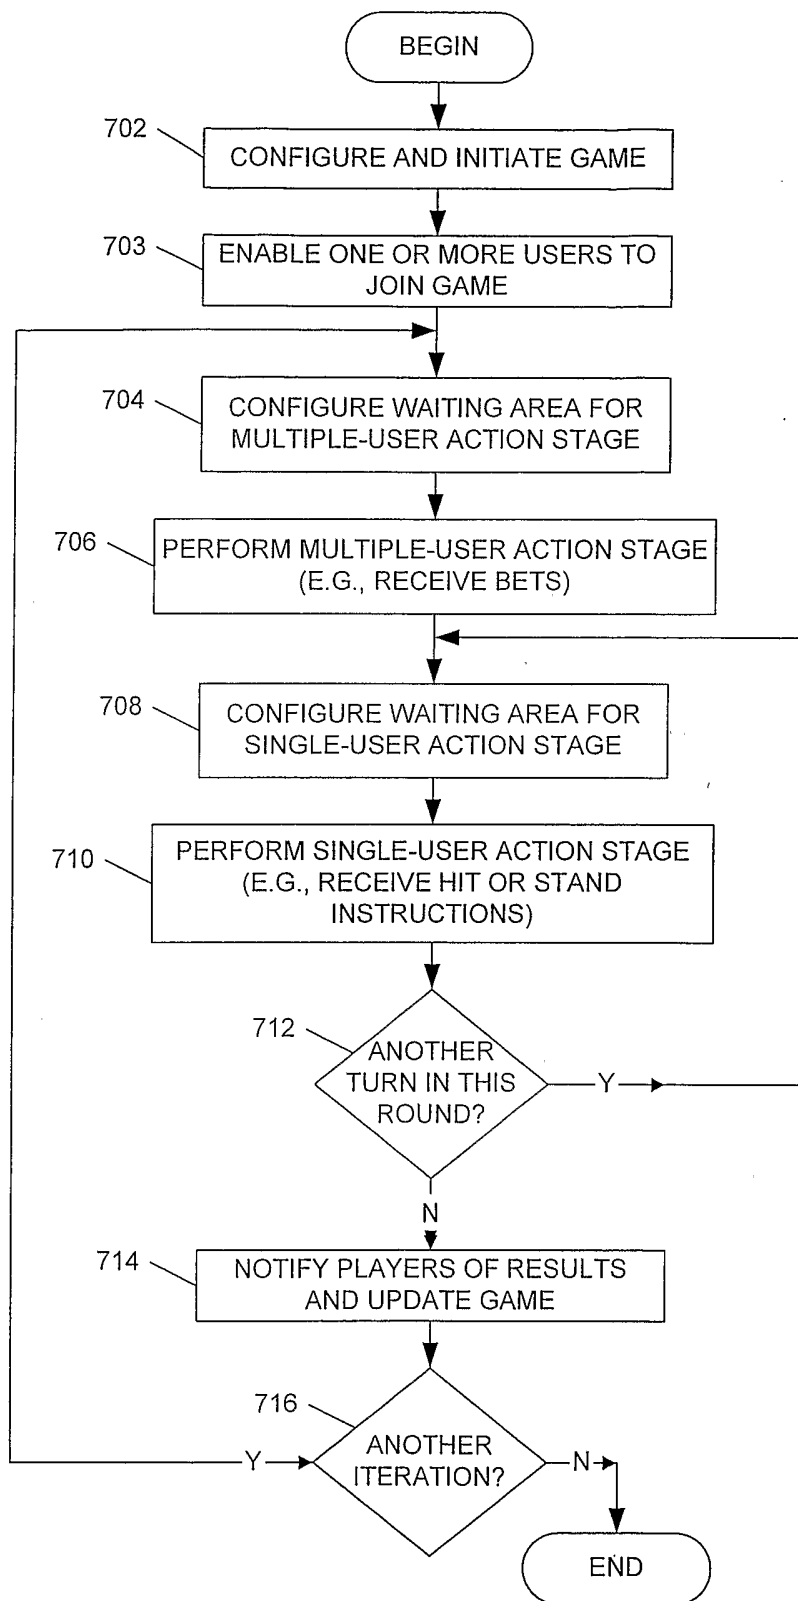 BEGIN
702
CONFIGURE AND INITIATE GAME
703
ENABLE ONE OR MORE USERS TO
JOIN GAME
704
CONFIGURE WAITING AREA FOR
MULTIPLE-USER ACTION STAGE
706
PERFORM MULTIPLE-USER ACTION STAGE
(E.G., RECEIVE BETS)
708
CONFIGURE WAITING AREA FOR
SINGLE-USER ACTION STAGE
710
PERFORM SINGLE-USER ACTION STAGE
(E.G., RECEIVE HIT OR STAND
INSTRUCTIONS)
712
ANOTHER
TURN IN THIS
ROUND?
Y
N
714
NOTIFY PLAYERS OF RESULTS
AND UPDATE GAME
716
ANOTHER
ITERATION?
Y
N
END